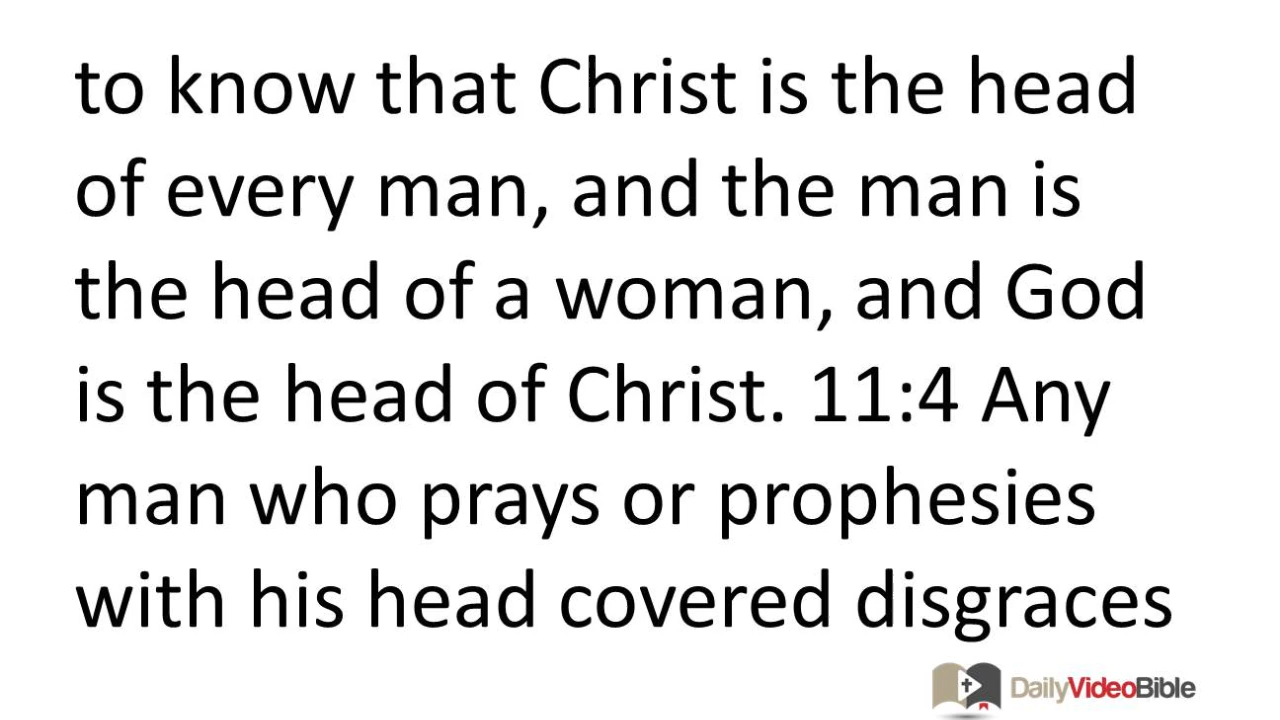 to know that Christ is the head
of every man, and the man is
the head of a woman, and God
is the head of Christ. 11:4 Any
man who prays or prophesies
with his head covered disgraces
DailyVideoBible